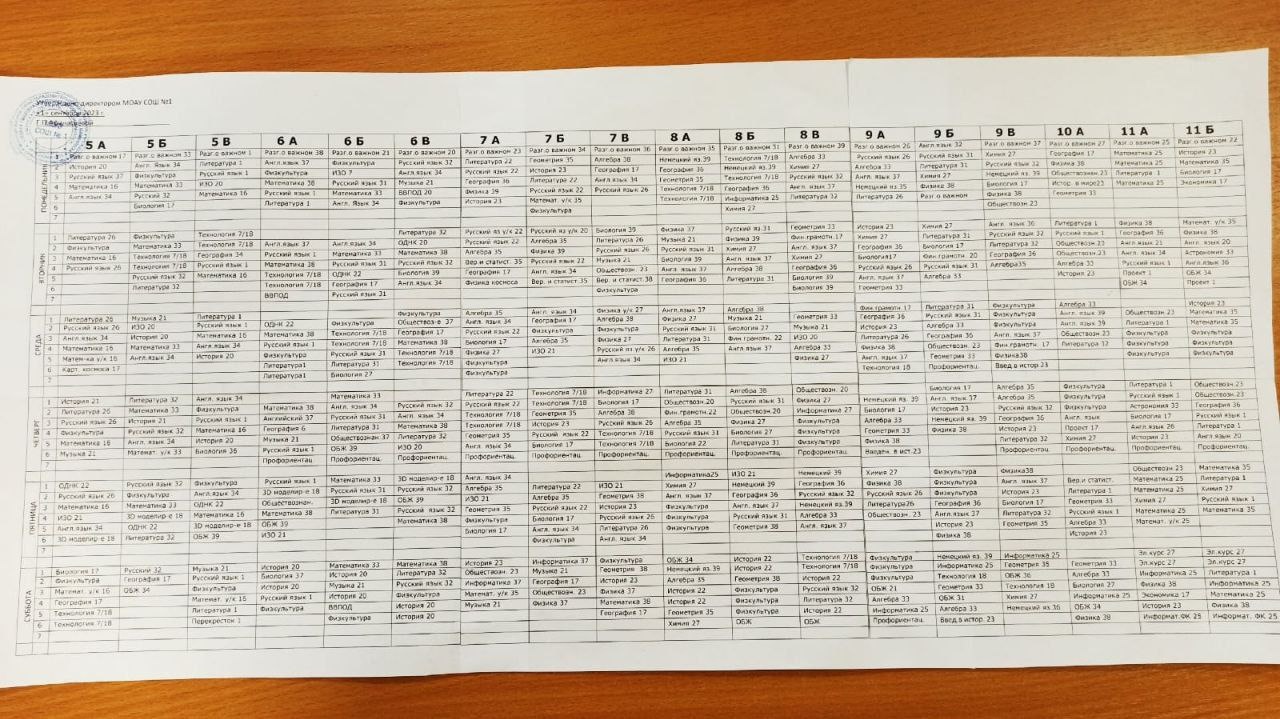 Утверждено директором МОАУ СОШ №1
«1» сентября 2023 г.
5 А 5 Б 5 В 6 А 6 Б 6 В 7 А 7 Б 7 В 8 А 8 Б 8 В 9 А 9 Б 9 В 10 А 11 А 11 Б
ПОНЕДЕЛЬНИК
1 Разг.о важном 17 Разг.о важном 33 Разг.о важном 1 Разг.о важном 38 Разг.о важном 21 Разг.о важном 20 Разг.о важном 23 Разг.о важном 34 Разг.о важном 36 Разг.о важном 35 Разг.о важном 31 Разг.о важном 39 Разг.о важном 26 Англ.язык 32 Разг.о важном 37 Разг.о важном 27 Разг.о важном 25 Разг.о важном 22
2 История 20 Англ. Язык 34 Литература 1 Англ.язык 37 Физкультура Русский язык 32 Литература 22 Геометрия 35 Алгебра 38 Немецкий яз.39 Технология 7/18 Алгебра 33 Русский язык 26 Русский язык 31 Химия 27 География 17 Математика 25 История 23
3 Русский язык 37 Физкультура Русский язык 1 Физкультура ИЗО 7 Англ.язык 34 Русский язык 22 История 23 География 36 География 36 Немецкий яз.39 Химия 27 Алгебра 33 Литература 31 Русский язык 32 Физика 38 Математика 25 Математика 35
4 Математика 16 Математика 33 ИЗО 20 Математика 38 Русский язык 31 Музыка 21 География 36 Литература 22 Англ.язык 34 Геометрия 35 Технология 7/18 Русский язык 32 Англ.язык 37 Химия 27 Немецкий яз. 39 Обществознан.23 Литература 1 Биология 17
5 Англ.язык 34 Русский 32 Математика 16 Русский язык 1 Математика 33 ВВПОД 20 Физика 39 Русский язык 22 Русский язык 26 Технология 7/18 География 36 Англ.язык 37 Немецкий яз.35 Физика 38 Биология 17 Истор. в мире23 Математика 25 Экономика 17
6 Биология 17 Литература 1 Англ.язык 34 Физкультура История 23 Математ. у/к 35 Технология 7/18 Информатика 25 Литература 32 Литература 26 Разг о важном Физика 38 Геометрия 33
7 Физкультура Химия 27 Обществозн.23
ВТОРНИК
1 Литература 26 Физкультура Технология 7/18 Литература 32 Русский яз у/к 22 Русский яз у/к 20 Биология 39 Физика 37 Русский яз.31 Геометрия 33 История 23 Химия 27 Англ. язык 36 Литература 1 Физика 38 Математ. у/к 35
2 Физкультура Математика 33 Технология 7/18 Англ.язык 37 Англ.язык 34 ОДНК 20 Русский язык 22 Алгебра 35 Литература 26 Музыка 21 Физика 39 Физкультура Химия 27 Литература 31 Русский язык 32 Русский язык 1 География 36 Физика 38
3 Математика 16 Технология 7/18 География 34 Русский язык 1 Математика 33 Математика 38 Алгебра 35 Физика 39 Русский язык 26 Русский язык 31 Химия 27 Англ.язык 37 География 36 Биология 17 Литература 32 Обществозн.23 Англ.язык 21 Англ.язык 20
4 Русский язык 26 Технология 7/18 Русский язык 1 Математика 38 Русский язык 31 Физкультура Вер и статист. 35 Русский язык 22 Музыка 21 Биология 39 Англ.язык 34 Химия 27 Биология17 Фин.грамотн. 20 География 36 Англ.язык 34 Литература 1 Астрономия 33
5 Русский язык 32 Математика 16 Технология 7/18 ОДНК 22 Биология 39 География 17 Англ. язык 34 Обществозн. 23 Англ. язык 37 Литература 38 География 36 Русский язык 26 Русский язык 31 Алгебра35 Алгебра 33 Русский язык 1 Англ.язык 36
6 Литература 32 Технология 7/18 География 17 Англ.язык 34 Физика космоса Вер. и статист.35 Вер. и статист.38 География 36 Литература 31 Биология 39 Англ.язык 37 Алгебра 33 История 23 Проект 1 ОБЖ 34
7 ВВПОД Русский язык 31 Физкультура Биология 39 Геометрия 33 ОБЖ 34 Проект 1
СРЕДА
1 Литература 26 Музыка 21 Литература 1 Физкультура Алгебра 35 Англ. язык 34 Физика у/к 27 Англ.язык 37 Алгебра 38 Фин.грамотн 17 Литература 31 Физкультура Алгебра 33 История 23
2 Русский язык 26 ИЗО 20 Русский язык 1 ОДНК 22 Физкультура Обществоз-е 37 Англ. язык 34 География 17 Алгебра 38 Физика 27 Музыка 21 Геометрия 33 География 36 Русский язык 31 Физкультура Англ. язык 39 Обществозн 23 Математика 35
3 Англ.язык 34 История 20 Математика 16 Математика 38 Технология 7/18 География 17 Русский язык 22 Физкультура Физика 27 Русский язык 31 Биология 27 Музыка 21 История 23 Алгебра 33 Физкультура Англ.язык 39 Литература 1 Математика 35
4 Математика 16 Математика 33 Англ.язык 34 Русский язык 1 Технология 7/18 Математика 38 Биология 17 Алгебра 35 Литература 31 Фин.грамотн. 22 ИЗО 20 Литература 26 География 36 Англ.язык 37 Обществозн.23 Физкультура Физкультура
5 Матем-ка у/к 16 Англ.язык 34 История 20 Физкультура Русский язык 31 Технология 7/18 Физика 27 ИЗО 21 Русский яз у/к 26 Алгебра 35 Англ.язык 37 Алгебра 33 Физика 38 Обществозн. 23 Фин.грамотн. 17 Литература 32 Физкультура Физкультура
6 Карт. космоса 17 Литература1 Литература 31 Технология 7/18 Физкультура Англ.язык 34 ИЗО 21 Физика 27 Англ.язык 37 Геометрия 33 Физика38
7 Литература1 Биология 27 Физкультура Технология 18 Профориентац. Введ в истор 23
ЧЕТВЕРГ
1 История 21 Литература 32 Англ. язык 34 Математика 33 Литература 22 Технология 7/18 Информатика 27 Литература 31 Алгебра 38 Обществозн. 20 Биология 17 Алгебра 35 Физкультура Литература 1 Обществозн.23
2 Литература 26 Математика 33 Физкультура Математика 38 Англ. язык 34 Русский язык 32 Русский язык 22 Технология 7/18 Биология 17 Обществозн.20 Русский язык 31 Физика 27 Немецкий яз. 39 Англ.язык 37 Алгебра 35 Физкультура Физкультура География 36
3 Русский язык 26 История 21 Русский язык 1 Английский 37 Русский язык 31 Англ. язык 34 Технология 7/18 Геометрия 35 Алгебра 38 Фин.грамотн.22 Обществозн.20 Информатика 27 Биология 17 История 23 Русский язык 32 География 36 Астрономия 33 Русский язык 1
4 Физкультура Русский язык 32 Математика 16 География 6 Литература 31 Математика 38 Технология 7/18 История 23 Русский язык 26 Технология 7/18 Русский язык 31 Алгебра 33 История 23 Немецкий яз.39 География 36 История 23 Биология 17 Литература 1
5 Математика 16 Англ. язык 34 История 20 Музыка 21 Обществознан.37 Литература 32 Геометрия 35 Русский язык 22 Технология 7/18 Биология 22 Литература 31 Физкультура Физкультура Физика 38 История 23 Проект 17 Англ.язык 26
6 Музыка 21 Математ. у/к 33 Биология 36 Русский язык 1 ОБЖ 39 ИЗО 20 Англ.язык 34 Биология 17 Технология 7/18 Физкультура Физика 38 Литература 32 Химия 27 История 23 Англ.язык 20
7 Профориентац. Профориентац. Профориентац. Профориентац. Профориентац. Профориентац. Профориентац. Профориентац. Профориентац. Введен. в ист.23 Профориентац. Профориентац. Профориентац. Профориентац.
ПЯТНИЦА
1 ОДНК 22 Русский язык 32 Физкультура Русский язык 1 Математика 33 3D моделир-е 18 Англ. язык 34 Информатика25 ИЗО 21 Немецкий 39 Химия 27 Физкультура Физика38 Обществозн 23 Математика 35
2 Русский язык 26 Физкультура Англ.язык 34 3D моделир-е 18 Русский язык 31 Русский язык 32 Физкультура Литература 22 ИЗО 21 Химия 27 Немецкий 39 География 36 Физика 38 Физкультура Англ. язык 37 Вер.и статист. Математика 25 Алгебра 35
3 Математика 16 Математика 33 ОДНК 22 Обществознан. 3D моделир-е 18 ОБЖ 39 ИЗО 21 Алгебра 35 Геометрия 38 Англ. язык 37 География 36 Русский язык 32 Русский язык 26 Физкультура История 23 Литература 1 Математика 25 Химия 27
4 ИЗО 21 3D моделир-е 18 Математика 16 Математика 38 Литература 31 Русский язык 32 Геометрия 35 Русский язык 22 История 23 Физкультура Англ. язык 37 Немецкий яз.39 Литература26 География 36 Геометрия 33 Химия 27 Русский язык 1
5 Англ.язык 34 ОДНК 22 3D моделир-е 18 ОБЖ 39 Математика 38 Физкультура Биология 17 Русский язык 26 Геометрия 35 Физкультура Алгебра 33 Обществозн. 23 Англ.язык 37 Литература 32 Русский язык 1 Математика 25 Математика 35
6 3D моделир-е 18 Литература 32 ОБЖ 39 ИЗО 21 Биология 17 Англ. язык 34 Литература 26 Физкультура Геометрия 38 Англ. язык 37 История 23 Геометрия 35 Алгебра 33 Математ. у/к 25
7 Физкультура Англ. язык 34 Физика 38 История 23
СУББОТА
1 Биология 17 Русский 32 Музыка 21 История 20 Математика 33 Математика 38 История 23 Информатика 37 Физкультура ОБЖ 34 История 22 Технология 7/18 Физкультура Немецкий яз. 39 Информатика 25 Эл.курс 27 Эл.курс 27
2 Физкультура География 17 Русский язык 1 Биология 37 История 20 Литература 32 Обществозн 23 Музыка 21 Геометрия 38 Немецкий яз.39 История 22 Технология 7/18 Физкультура Информатика 25 Геометрия 35 Геометрия 33 Эл.курс 27 Эл.курс 27
3 Математ. у/к 16 ОБЖ 34 Физкультура История 20 Музыка 21 Русский язык 32 Информатика 37 География 17 История 23 Алгебра 35 Геометрия 38 История 22 Физкультура Технология 18 ОБЖ 36 Алгебра 33 Информатика 25 Литература 1
4 География 17 Математ. у/к 16 Русский язык 1 История 20 Физкультура Математ. у/к 35 Обществозн. 23 Физика 37 История 22 Физкультура Математика 35 ОБЖ 21 Геометрия 33 Технология 18 Биология 37 Физика 38 Информатика 25
5 Технология 7/18 Литература 1 Физкультура ВВПОД История 20 Музыка 21 Физика 37 Математика 38 Геометрия 35 Физкультура Литература 32 Алгебра 33 ОБЖ 31 Химия 27 Информатика 25 Экономика 17 Математика 25
6 Технология 7/18 Перекресток 1 Физкультура История 20 География 17 Геометрия 35 Физкультура История 22 Информатика 25 Алгебра 33 Немецкий яз.36 ОБЖ 34 История 23 Физика 38
7 Химия 27 ОБЖ ОБЖ Профориентац. Введ.в истор. 23 Физика 38 Информат.ФК 25 Информат. ФК 25